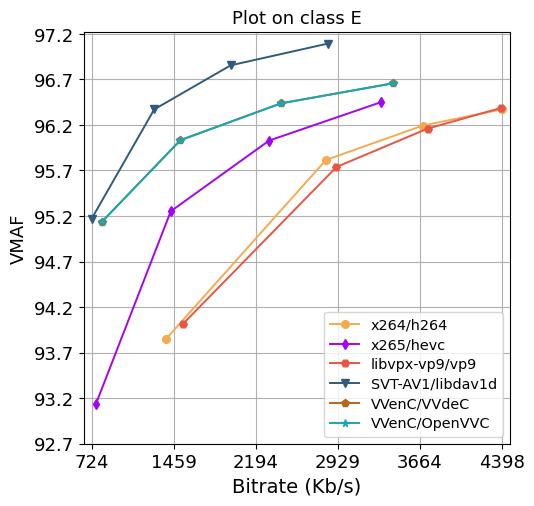 Plot on class E
97.2
96.7
96.2
95.7
95.2
94.7
94.2
93.7
93.2
92.7
VMAF
x264/h264
x265/hevc
libvpx-vp9/vp9
SVT-AV1/libdav1d
VVenC/VVdeC
VVenC/OpenVVC
724 1459 2194 2929 3664 4398
Bitrate (Kb/s)